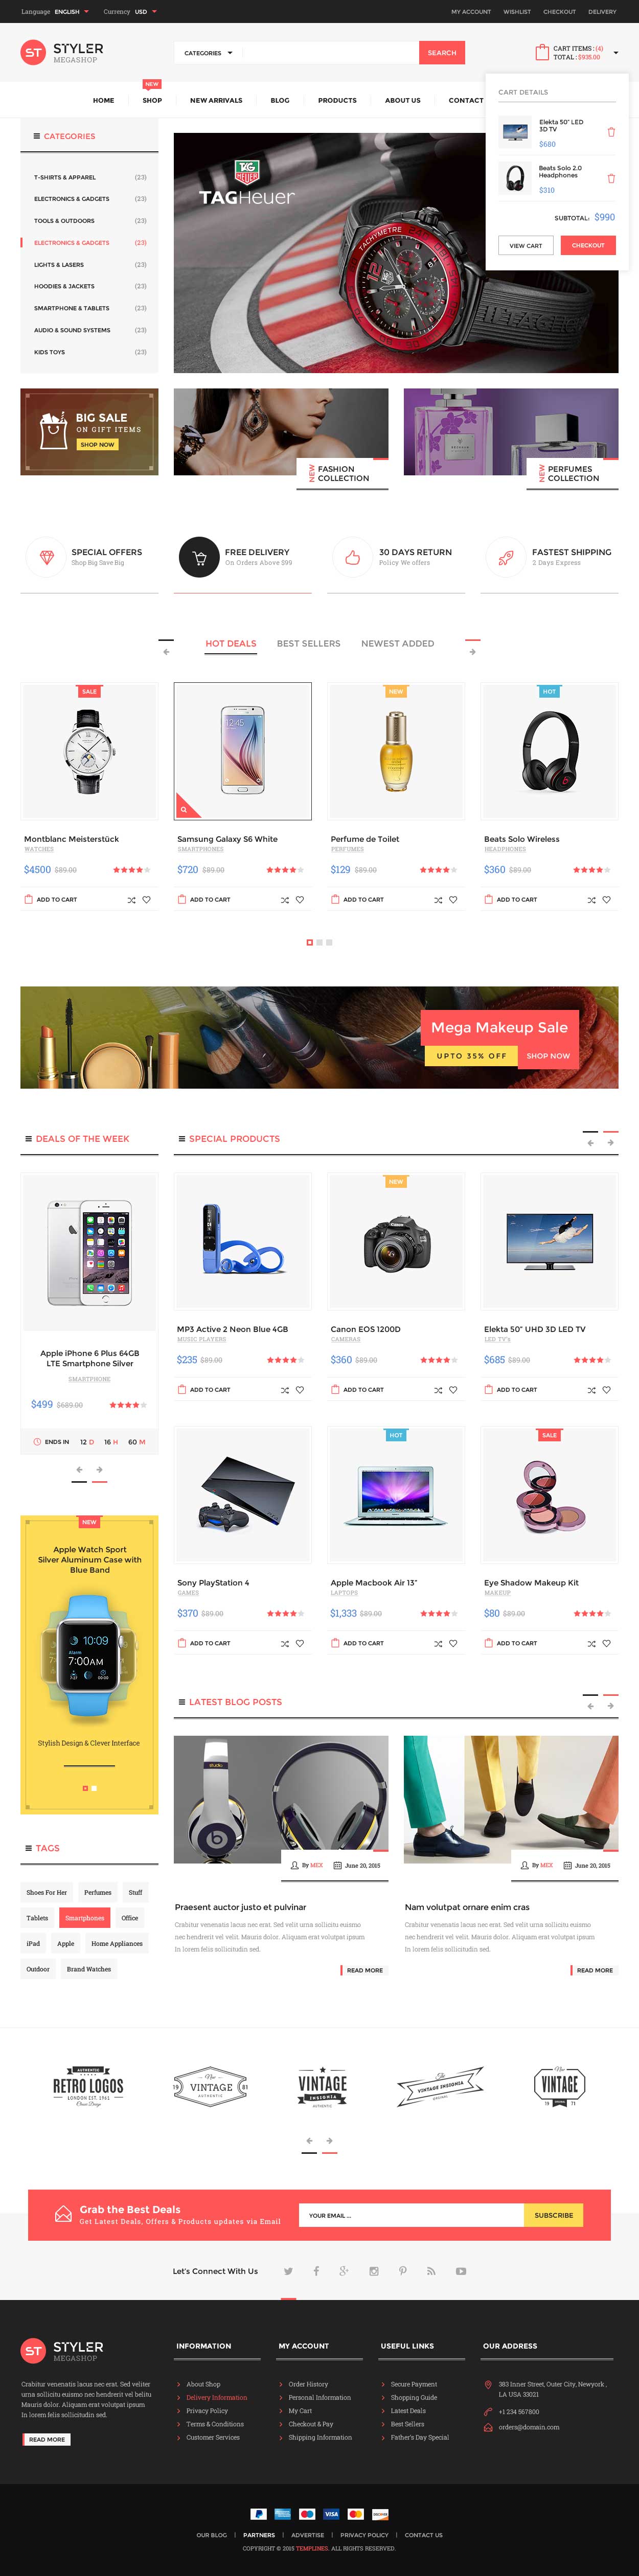 Language ENGLISH Currency USD MY ACCOUNT WISHLIST CHECKOUT DELIVERY
ST STYLER
MEGASHOP
CATEGORIES SEARCH
CART ITEMS : (4)
TOTAL : $935.00
NEW
HOME SHOP NEW ARRIVALS BLOG PRODUCTS ABOUT US CONTACT
CART DETAILS
Elekta 50" LED
3D TV
$680
Beats Solo 2.0
Headphones
$310
SUBTOTAL: $990
VIEW CART CHECKOUT
CATEGORIES
T-SHIRTS & APPAREL (23)
ELECTRONICS & GADGETS (23)
TOOLS & OUTDOORS (23)
ELECTRONICS & GADGETS (23)
LIGHTS & LASERS (23)
HOODIES & JACKETS (23)
SMARTPHONE & TABLETS (23)
AUDIO & SOUND SYSTEMS (23)
KIDS TOYS (23)
TAG
HEUER
TAGHeuer
TACHYMETRE
BIG SALE
ON GIFT ITEMS
SHOP NOW
NEW FASHION
COLLECTION
NEW PERFUMES
COLLECTION
SPECIAL OFFERS
Shop Big Save Big
FREE DELIVERY
On Orders Above $99
30 DAYS RETURN
Policy We offers
FASTEST SHIPPING
2 Days Express
HOT DEALS BEST SELLERS NEWEST ADDED
SALE
Montblanc Meisterstück
WATCHES
$4500 $89.00
ADD TO CART
Samsung Galaxy S6 White
SMARTPHONES
$720 $89.00
ADD TO CART
NEW
Perfume de Toilet
PERFUMES
$129 $89.00
ADD TO CART
HOT
Beats Solo Wireless
HEADPHONES
$360 $89.00
ADD TO CART
Mega Makeup Sale
UPTO 35% OFF SHOP NOW
DEALS OF THE WEEK
Apple iPhone 6 Plus 64GB
LTE Smartphone Silver
SMARTPHONE
$499 $689.00
ENDS IN 12 D 16 H 60 M
SPECIAL PRODUCTS
MP3 Active 2 Neon Blue 4GB
MUSIC PLAYERS
$235 $89.00
ADD TO CART
NEW
Canon EOS 1200D
CAMERAS
$360 $89.00
ADD TO CART
Elekta 50" UHD 3D LED TV
LED TV's
$685 $89.00
ADD TO CART
Sony PlayStation 4
GAMES
$370 $89.00
ADD TO CART
HOT
Apple Macbook Air 13"
LAPTOPS
$1,333 $89.00
ADD TO CART
SALE
Eye Shadow Makeup Kit
MAKEUP
$80 $89.00
ADD TO CART
NEW
Apple Watch Sport
Silver Aluminum Case with
Blue Band
10:09
7:00AM
Stylish Design & Clever Interface
TAGS
Shoes For Her Perfumes Stuff
Tablets Smartphones Office
iPad Apple Home Appliances
Outdoor Brand Watches
LATEST BLOG POSTS
studio
By MEX June 20, 2015
Praesent auctor justo et pulvinar
Crabitur venenatis lacus nec erat. Sed velit urna sollicitu euismo
nec hendrerit vel velit. Mauris dolor. Aliquam erat volutpat ipsum
In lorem felis sollicitudin sed.
READ MORE
By MEX June 20, 2015
Nam volutpat ornare enim cras
Crabitur venenatis lacus nec erat. Sed velit urna sollicitu euismo
nec hendrerit vel velit. Mauris dolor. Aliquam erat volutpat ipsum
In lorem felis sollicitudin sed.
READ MORE
AUTHENTIC
RETRO LOGOS
LONDON EST. 1961
19 VINTAGE 81
AUTHENTIC
VINTAGE
INSIGNIA
AUTHENTIC
The
VINTAGE INSIGNIA
VINTAGE
19 73
Grab the Best Deals
Get Latest Deals, Offers & Products updates via Email
YOUR EMAIL ... SUBSCRIBE
Let's Connect With Us
ST STYLER
MEGASHOP
Crabitur venenatis lacus nec erat. Sed veliter
urna sollicitu euismo nec hendrerit vel belitu
Mauris dolor. Aliquam erat volutpat ipsum
In lorem felis sollicitudin sed.
READ MORE
INFORMATION
About Shop
Delivery Information
Privacy Policy
Terms & Conditions
Customer Services
MY ACCOUNT
Order History
Personal Information
My Cart
Checkout & Pay
Shipping Information
USEFUL LINKS
Secure Payment
Shopping Guide
Latest Deals
Best Sellers
Father's Day Special
OUR ADDRESS
383 Inner Street, Outer City, Newyork ,
LA USA 33021
+1 234 567800
orders@domain.com
VISA
OUR BLOG | PARTNERS | ADVERTISE | PRIVACY POLICY | CONTACT US
COPYRIGHT © 2015 TEMPLINES. ALL RIGHTS RESERVED.